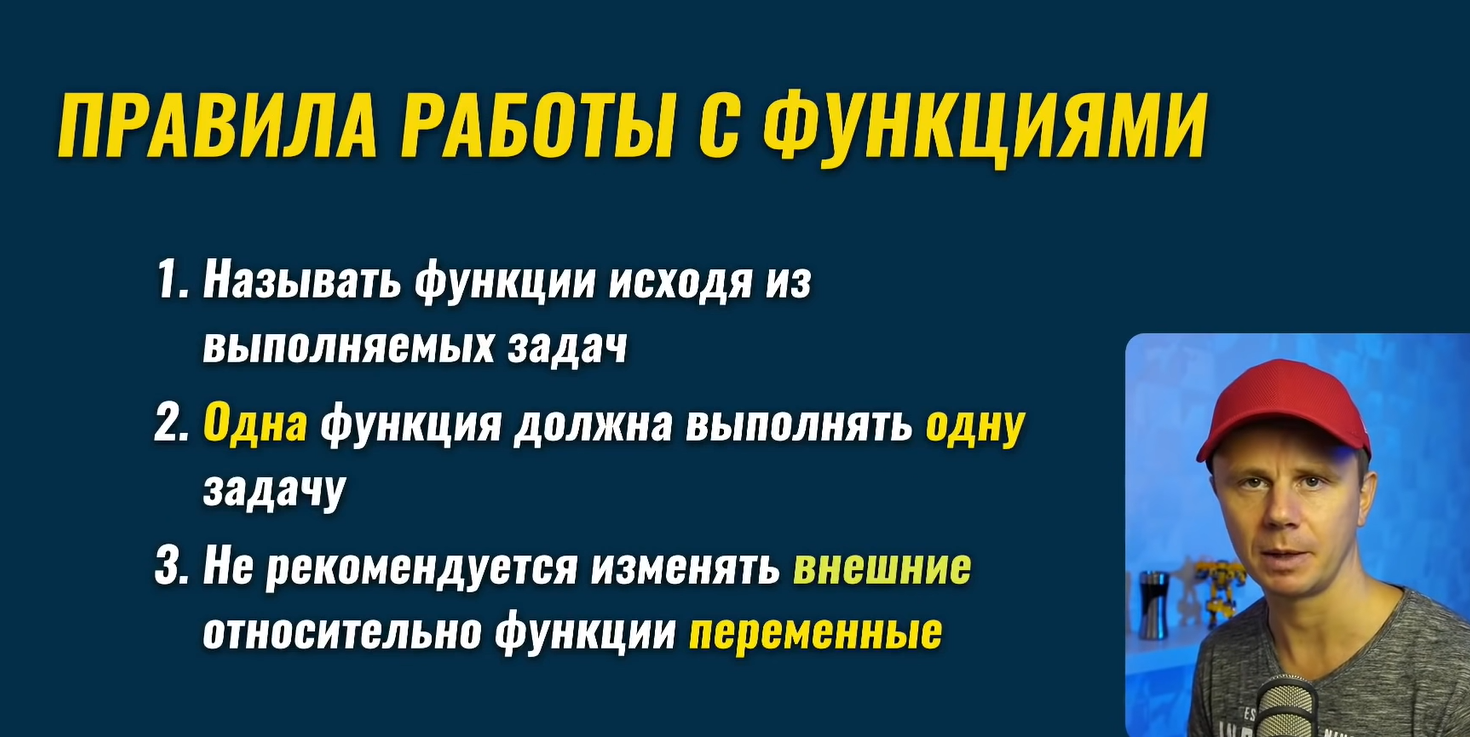 ПРАВИЛА РАБОТЫ С ФУНКЦИЯМИ
1. Называть функции исходя из
выполняемых задач
2. Одна функция должна выполнять одну
задачу
3. Не рекомендуется изменять внешние
относительно функции переменные